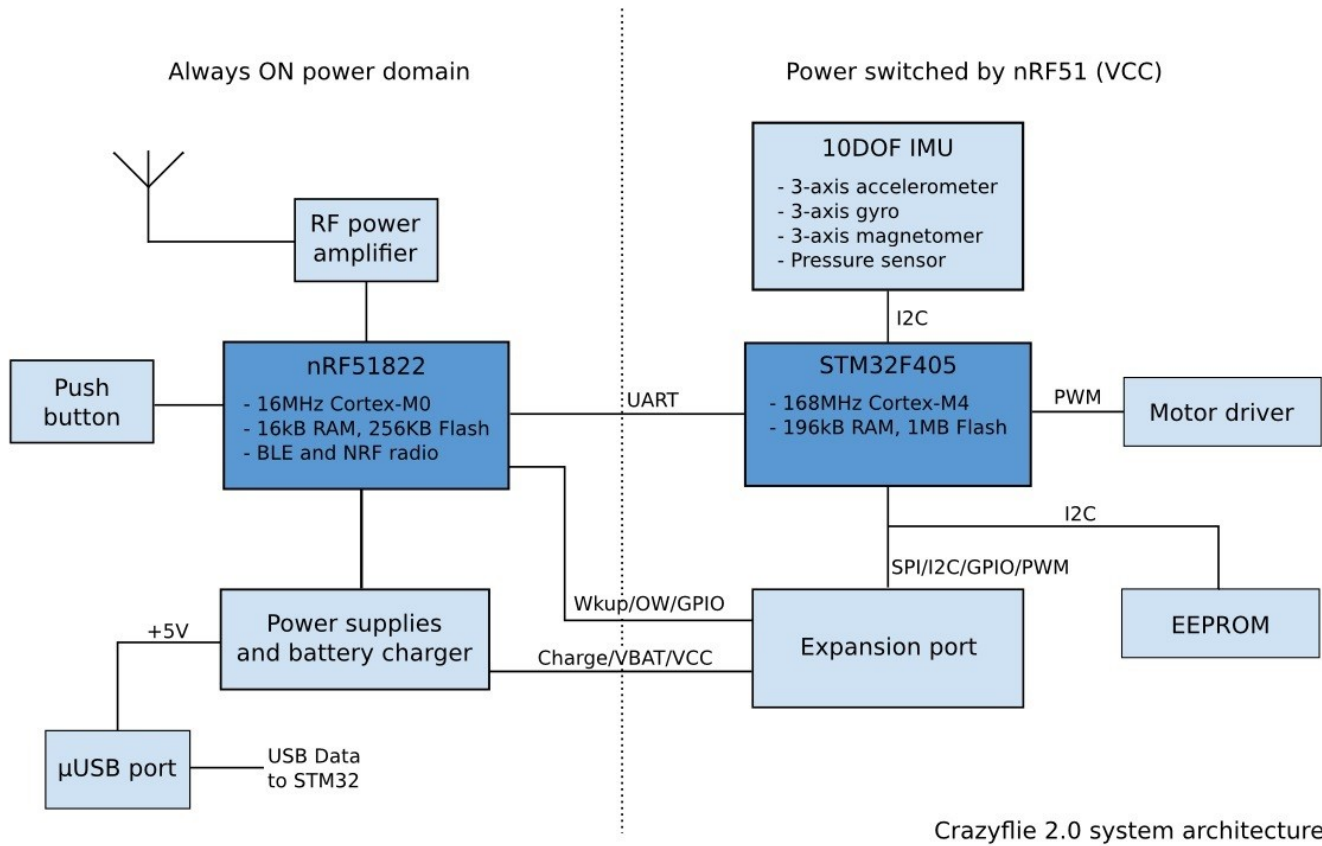 Always ON power domain
Power switched by nRF51 (VCC)
10DOF IMU
- 3-axis accelerometer
- 3-axis gyro
- 3-axis magnetomer
- Pressure sensor
RF power
amplifier
I2C
nRF51822
- 16MHz Cortex-M0
- 16kB RAM, 256KB Flash
- BLE and NRF radio
STM32F405
- 168MHz Cortex-M4
- 196kB RAM, 1MB Flash
Push
button
UART
PWM
Motor driver
I2C
SPI/I2C/GPIO/PWM
Wkup/OW/GPIO
+5V
Power supplies
and battery charger
Charge/VBAT/VCC
Expansion port
EEPROM
µUSB port
USB Data
to STM32
Crazyflie 2.0 system architecture